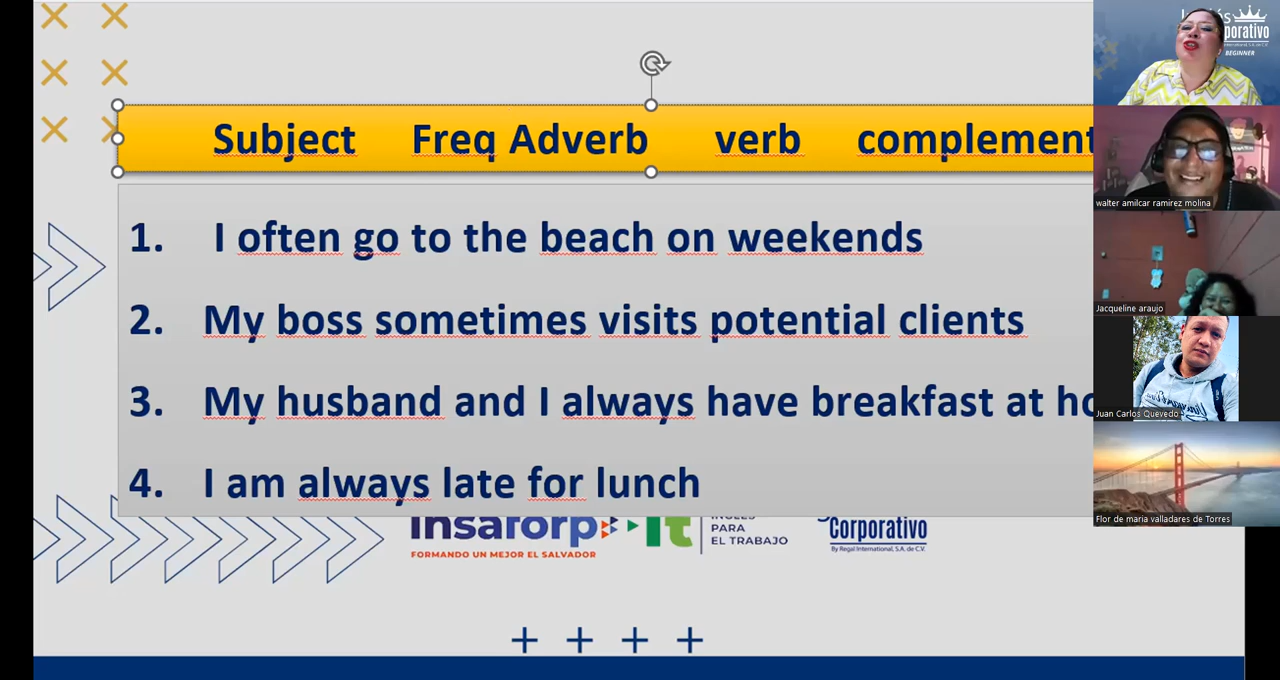 Subject Freq Adverb verb complement
1. I often go to the beach on weekends
2. My boss sometimes visits potential clients
3. My husband and I always have breakfast at
4. I am always late for lunch
insaforp
FORMANDO UN MEJOR EL SALVADOR
INGLÉS
PARA
EL TRABAJO
Corporativo
By Regal International, S.A. de C.V.
BEGINNER
walter amilcar ramirez molina
Jacqueline araujo
Juan Carlos Quevedo
Flor de maria valladares de Torres